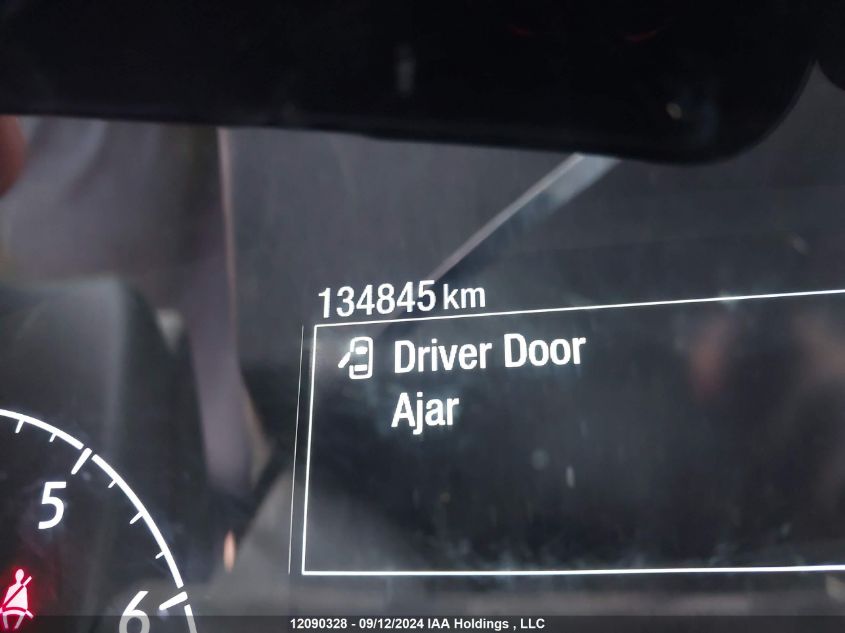 134845 km
Driver Door
Ajar
5
6
12090328 - 09/12/2024 IAA Holdings , LLC